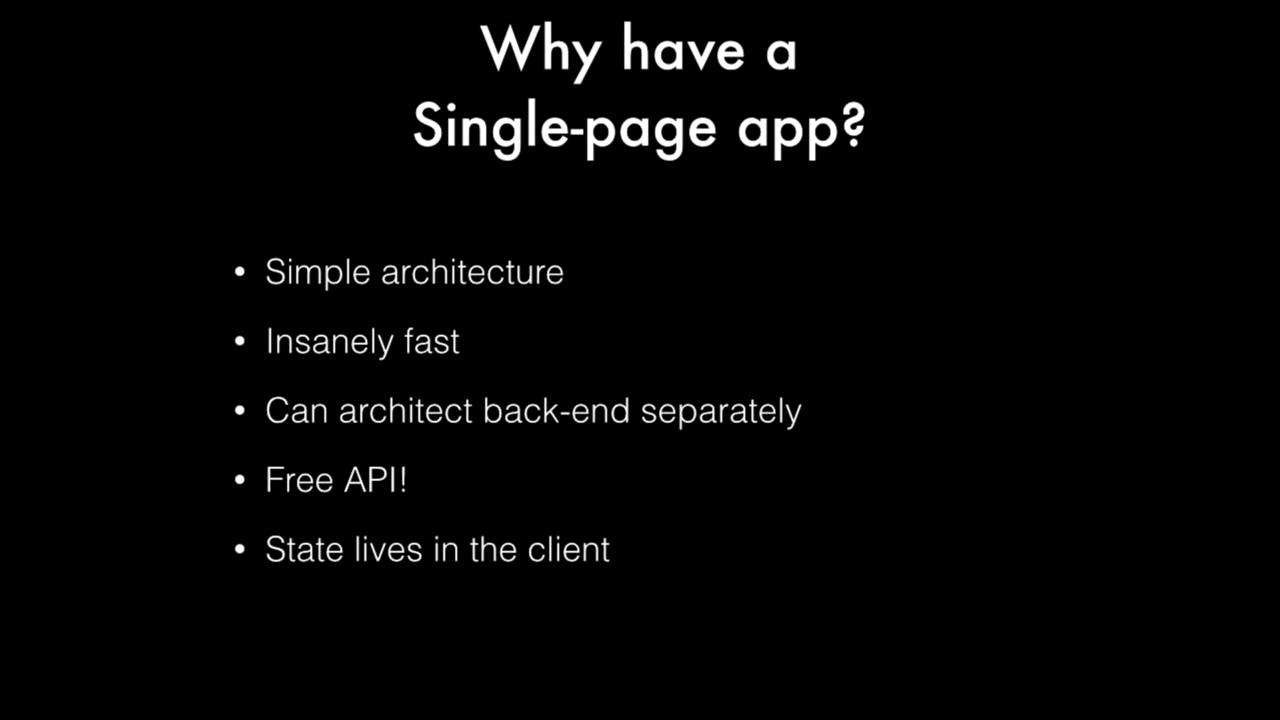 Why have a
Single-page app?
• Simple architecture
• Insanely fast
• Can architect back-end separately
• Free API!
• State lives in the client